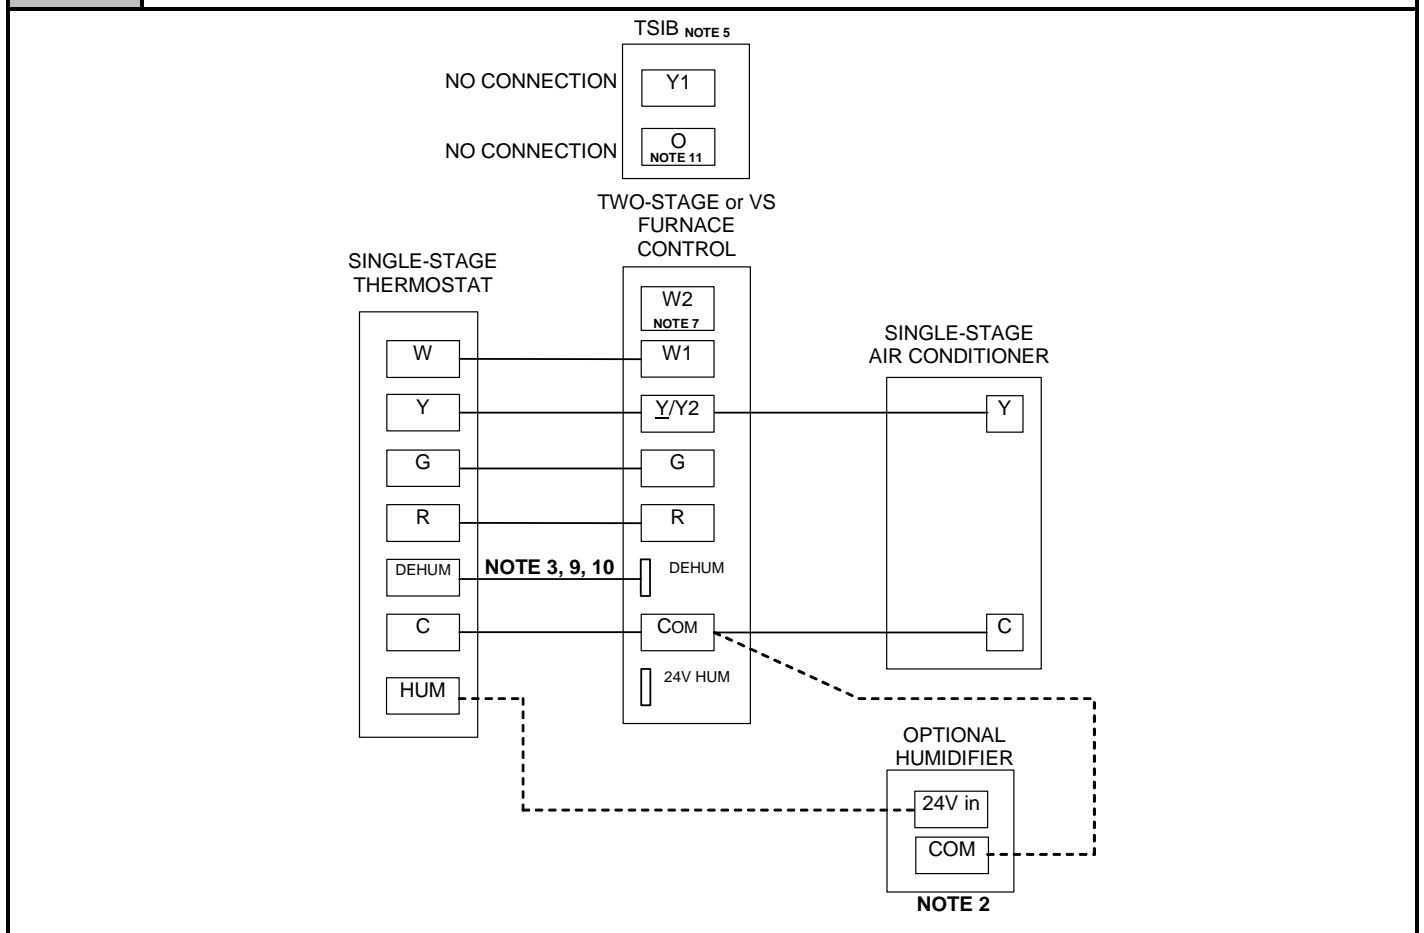 TSIB NOTE 5
NO CONNECTION
Y1
NO CONNECTION
O
NOTE 11
TWO-STAGE or VS
FURNACE
CONTROL
SINGLE-STAGE
THERMOSTAT
W2
NOTE 7
SINGLE-STAGE
AIR CONDITIONER
W
W1
Y
Y/Y2
Y
G
G
R
R
DEHUM
NOTE 3, 9, 10
DEHUM
C
COM
C
HUM
24V HUM
OPTIONAL
HUMIDIFIER
24V in
COM
NOTE 2